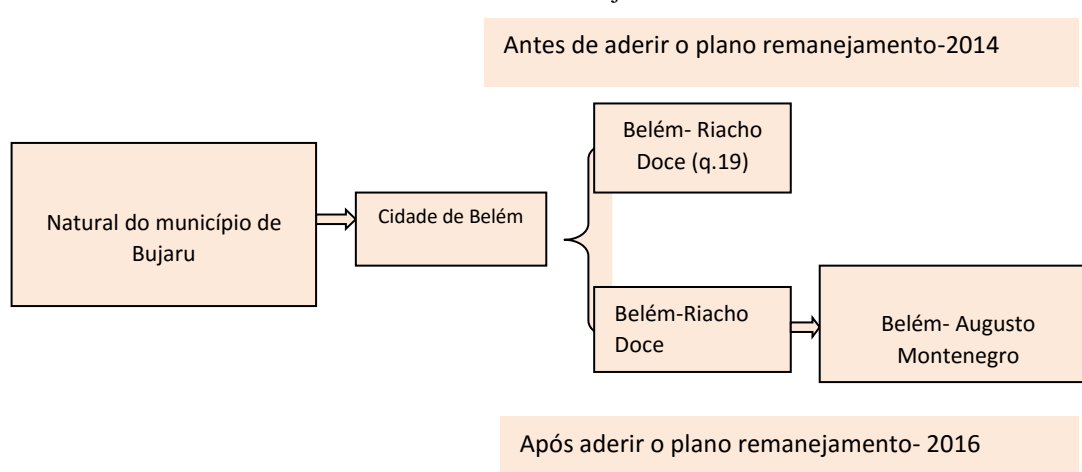 Antes de aderir o plano remanejamento-2014
Belém- Riacho
Doce (q.19)
Natural do município de
Bujaru
Cidade de Belém
Belém-Riacho
Doce
Belém- Augusto
Montenegro
Após aderir o plano remanejamento- 2016